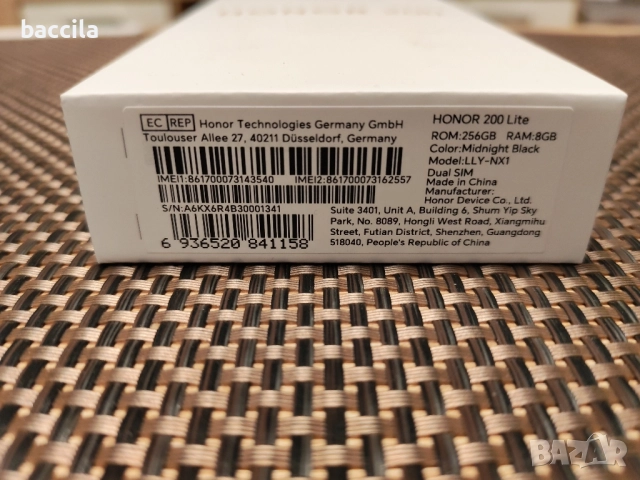 baccila
EC REP Honor Technologies Germany GmbH
Toulouser Allee 27, 40211 Düsseldorf, Germany
IMEI1:861700073143540 IMEI2:861700073162557
S/N:A6KX6R4B30001341
6 936520 841158
HONOR 200 Lite
ROM:256GB RAM:8GB
Color:Midnight Black
Model:LLY-NX1
Dual SIM
Made in China
Manufacturer:
Honor Device Co., Ltd.
Suite 3401, Unit A, Building 6, Shum Yip Sky
Park, No. 8089, Hongli West Road, Xiangmihu
Street, Futian District, Shenzhen, Guangdong
518040, People's Republic of China
BAZAR